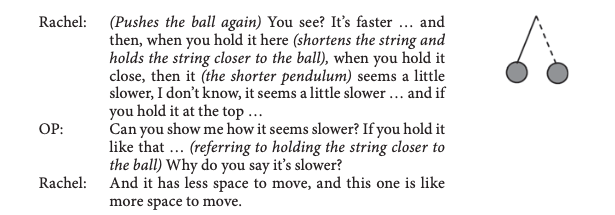 Rachel: (Pushes the ball again) You see? It’s faster … and
then, when you hold it here (shortens the string and
holds the string closer to the ball), when you hold it
close, then it (the shorter pendulum) seems a little
slower, I don’t know, it seems a little slower … and if
you hold it at the top …
OP: Can you show me how it seems slower? If you hold it
like that … (referring to holding the string closer to
the ball) Why do you say it’s slower?
Rachel: And it has less space to move, and this one is like
more space to move.